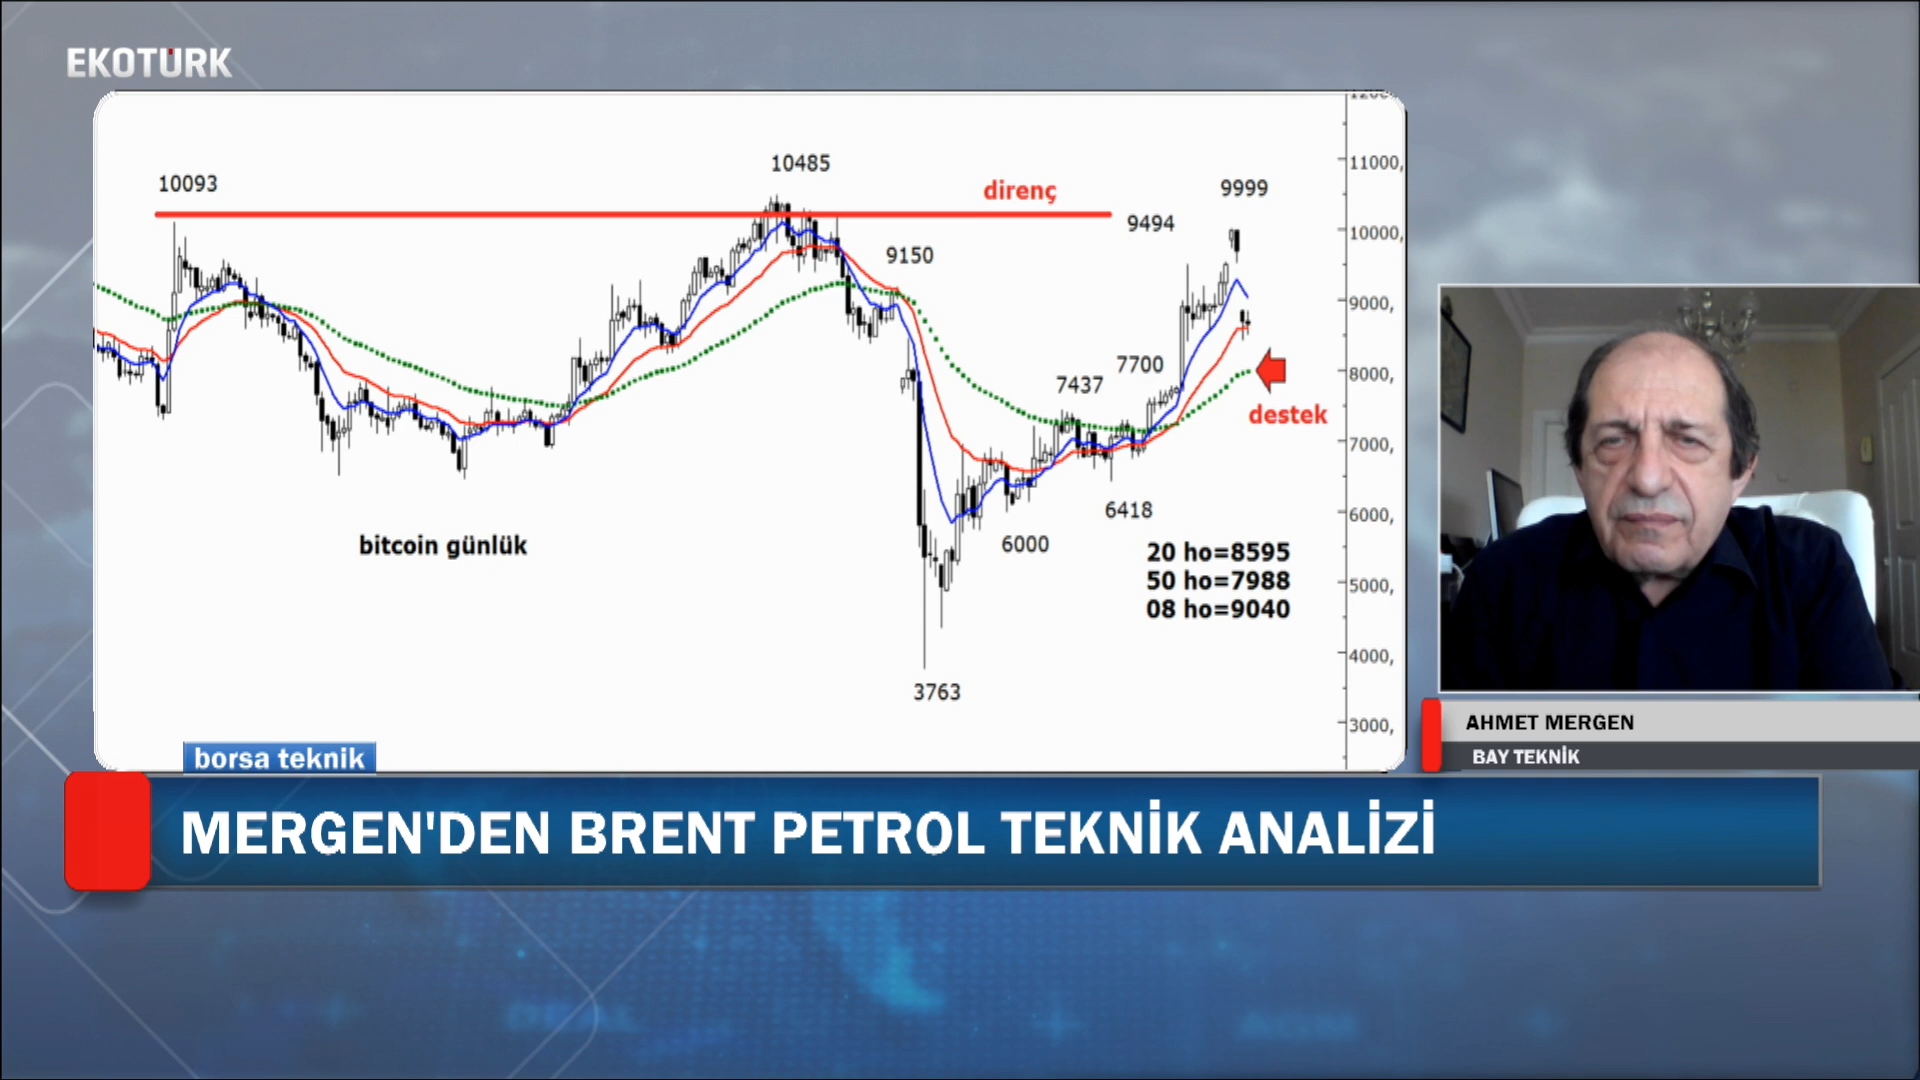 EKOTÜRK
12000
11000,
10000,
9000,
8000,
7000,
6000,
5000,
4000,
3000,
10093
10485
direnç
9999
9494
9150
7700
7437
destek
6418
6000
bitcoin günlük
20 ho=8595
50 ho=7988
08 ho=9040
3763
borsa teknik
AHMET MERGEN
BAY TEKNİK
MERGEN'DEN BRENT PETROL TEKNİK ANALİZİ